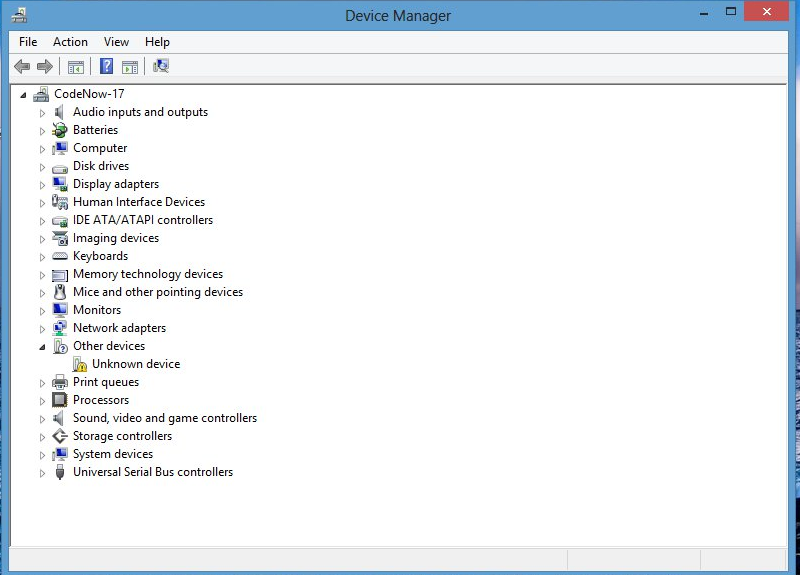 Device Manager
File Action View Help
CodeNow-17
Audio inputs and outputs
Batteries
Computer
Disk drives
Display adapters
Human Interface Devices
IDE ATA/ATAPI controllers
Imaging devices
Keyboards
Memory technology devices
Mice and other pointing devices
Monitors
Network adapters
Other devices
Unknown device
Print queues
Processors
Sound, video and game controllers
Storage controllers
System devices
Universal Serial Bus controllers